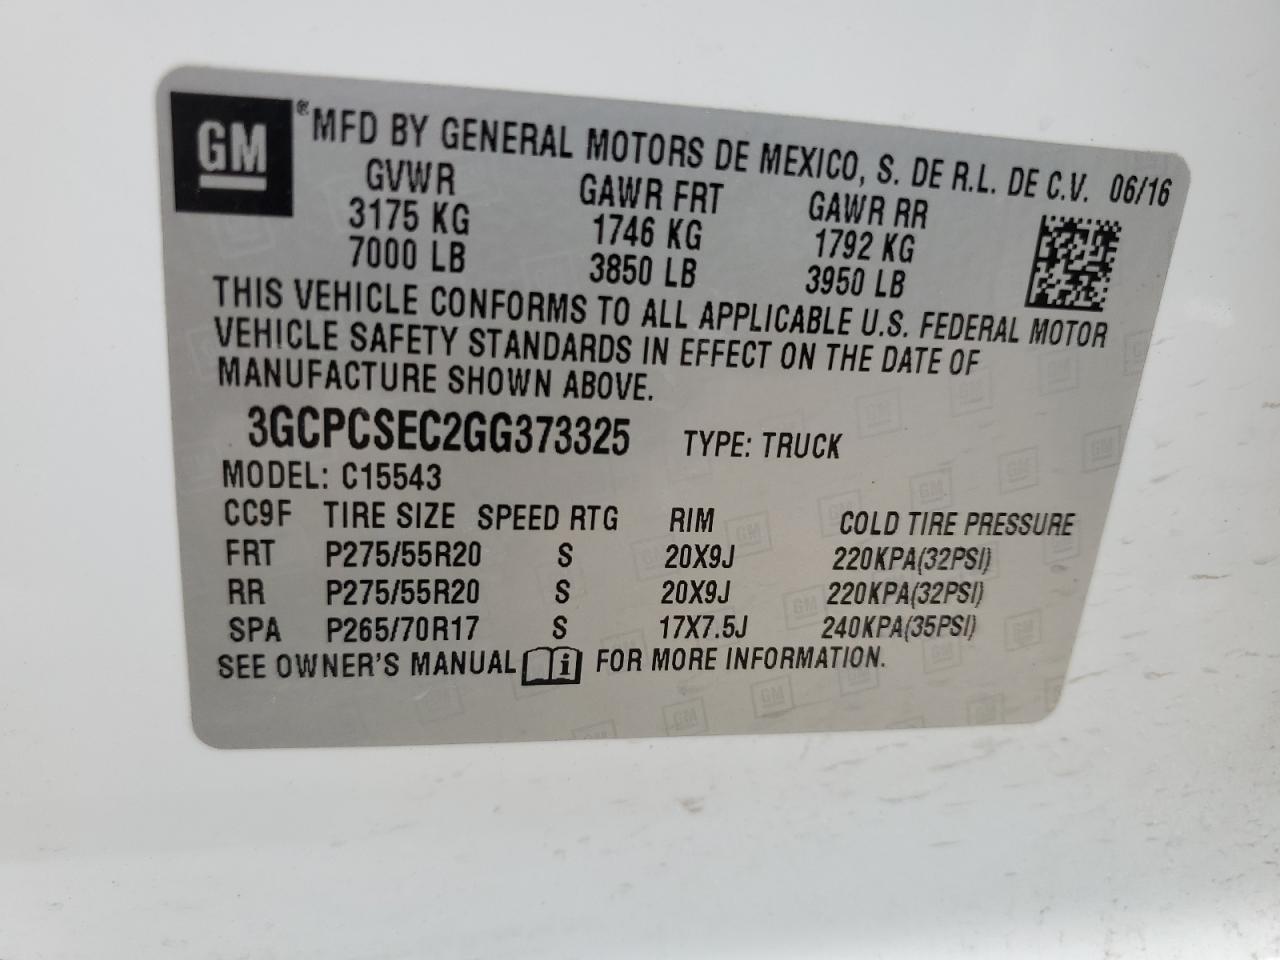 GM ® MFD BY GENERAL MOTORS DE MEXICO, S. DE R.L. DE C.V. 06/16
GVWR GAWR FRT GAWR RR
3175 KG 1746 KG 1792 KG
7000 LB 3850 LB 3950 LB
THIS VEHICLE CONFORMS TO ALL APPLICABLE U.S. FEDERAL MOTOR
VEHICLE SAFETY STANDARDS IN EFFECT ON THE DATE OF
MANUFACTURE SHOWN ABOVE.
3GCPCSEC2GG373325 TYPE: TRUCK
MODEL: C15543
CC9F TIRE SIZE SPEED RTG RIM COLD TIRE PRESSURE
FRT P275/55R20 S 20X9J 220KPA(32PSI)
RR P275/55R20 S 20X9J 220KPA(32PSI)
SPA P265/70R17 S 17X7.5J 240KPA(35PSI)
SEE OWNER'S MANUAL i FOR MORE INFORMATION.